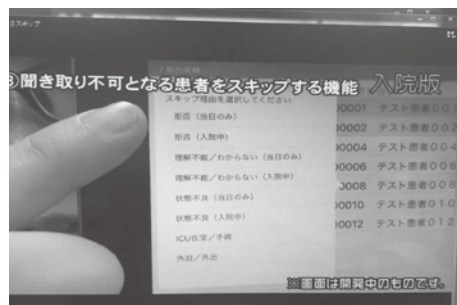 ③聞き取り不可となる患者をスキップする機能 入院版
スキップ理由を選択してください
拒否（当日のみ）
拒否（入院中）
理解不能／わからない（当日のみ）
理解不能／わからない（入院中）
状態不良（当日のみ）
状態不良（入院中）
ICU在室／手術
外泊／外出
00001 テスト患者００１
00002 テスト患者００２
00004 テスト患者００４
00006 テスト患者００６
0008 テスト患者００８
00010 テスト患者０１０
00012 テスト患者０１２
※画面は開発中のものです。